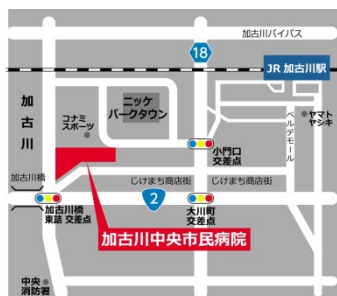 加古川バイパス
18
JR 加古川駅
加古川
コナミ
スポーツ
ニッケ
パークタウン
ヤマト
ヤシキ
ベルデモール
小門口
交差点
加古川橋
じけまち商店街
じけまち商店街
2
加古川橋
東詰 交差点
大川町
交差点
加古川中央市民病院
中央
消防署